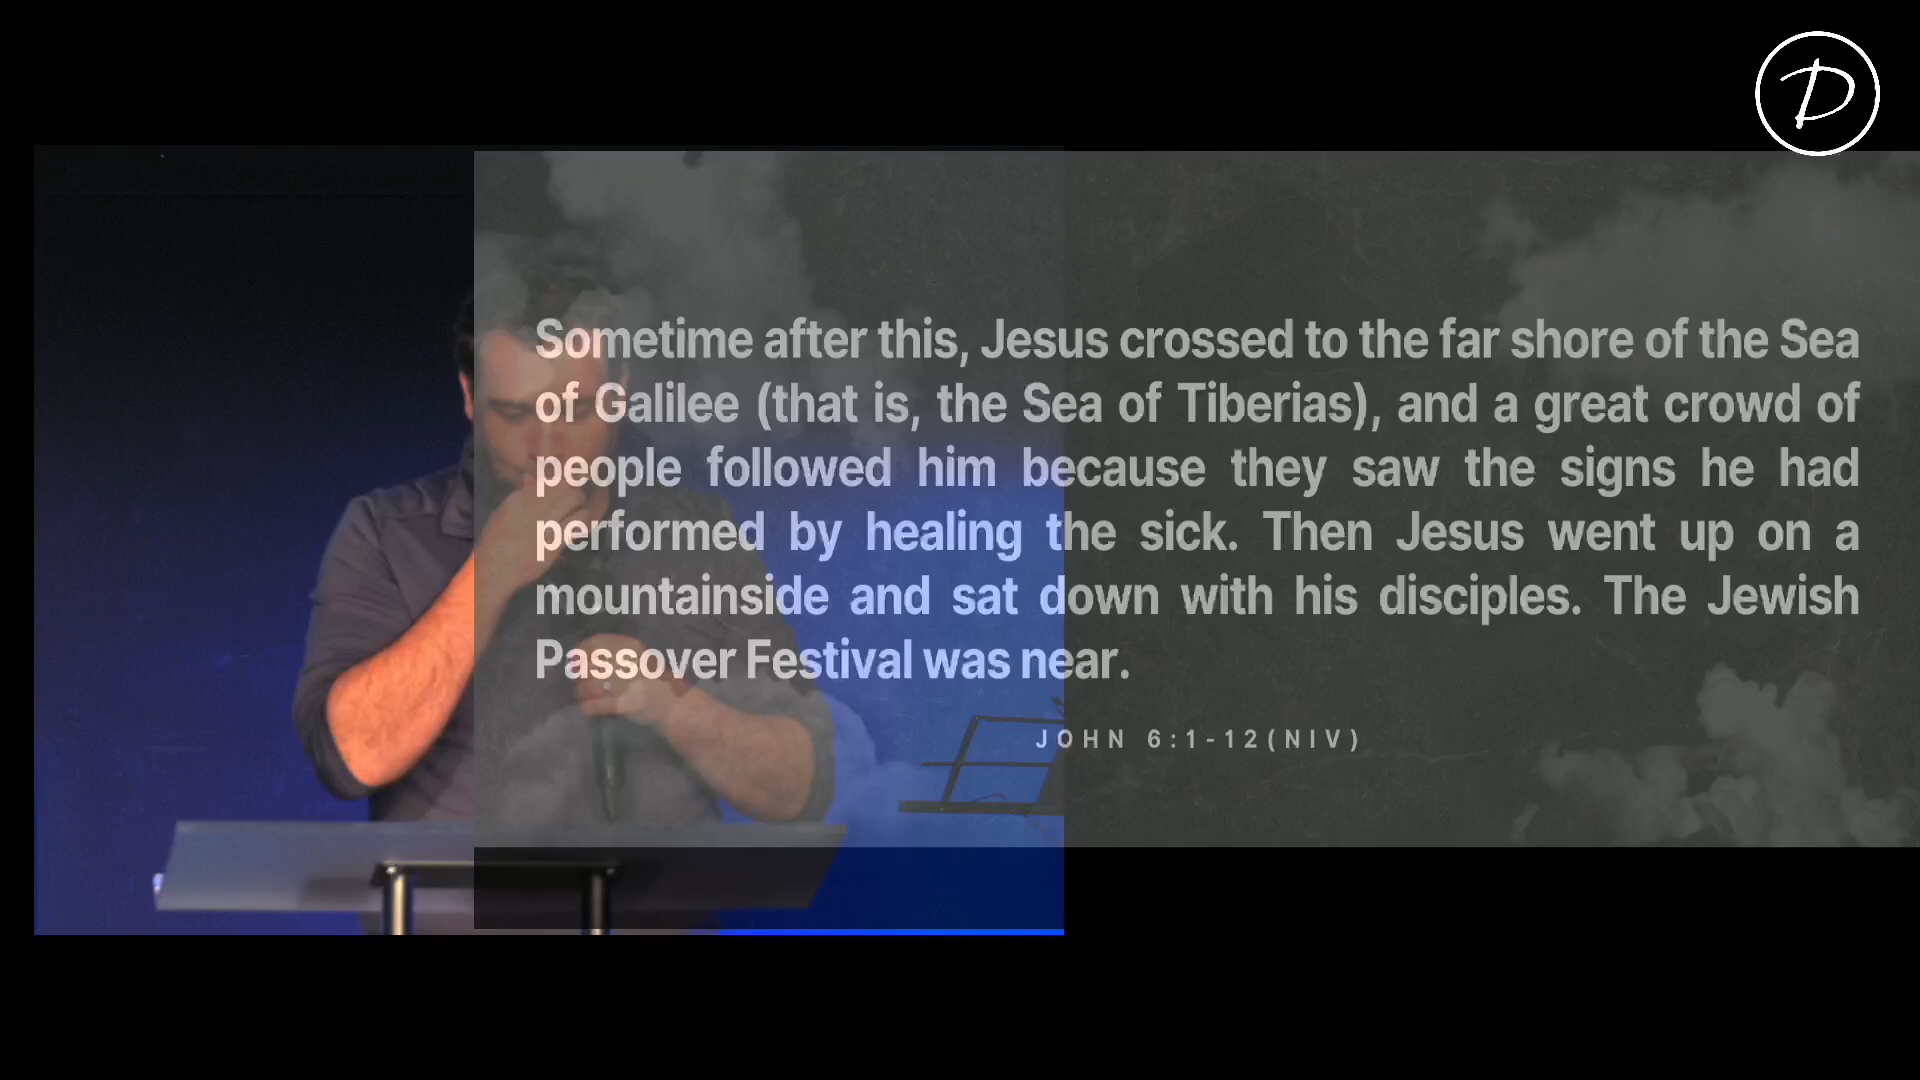 D
Sometime after this, Jesus crossed to the far shore of the Sea
of Galilee (that is, the Sea of Tiberias), and a great crowd of
people followed him because they saw the signs he had
performed by healing the sick. Then Jesus went up on a
mountainside and sat down with his disciples. The Jewish
Passover Festival was near.
JOHN 6:1-12(NIV)